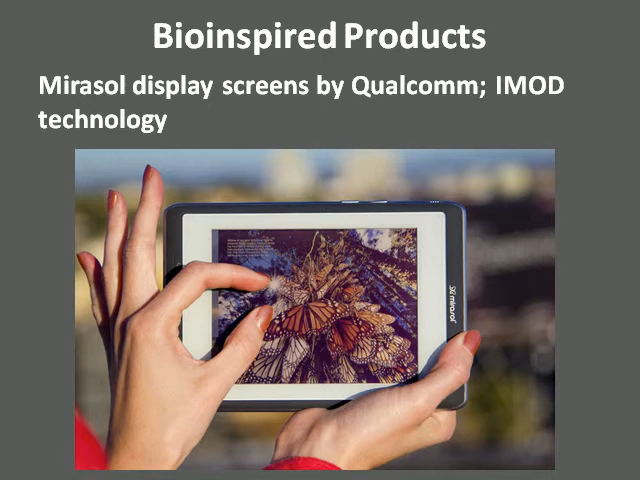 Bioinspired Products
Mirasol display screens by Qualcomm; IMOD
technology
mirasol